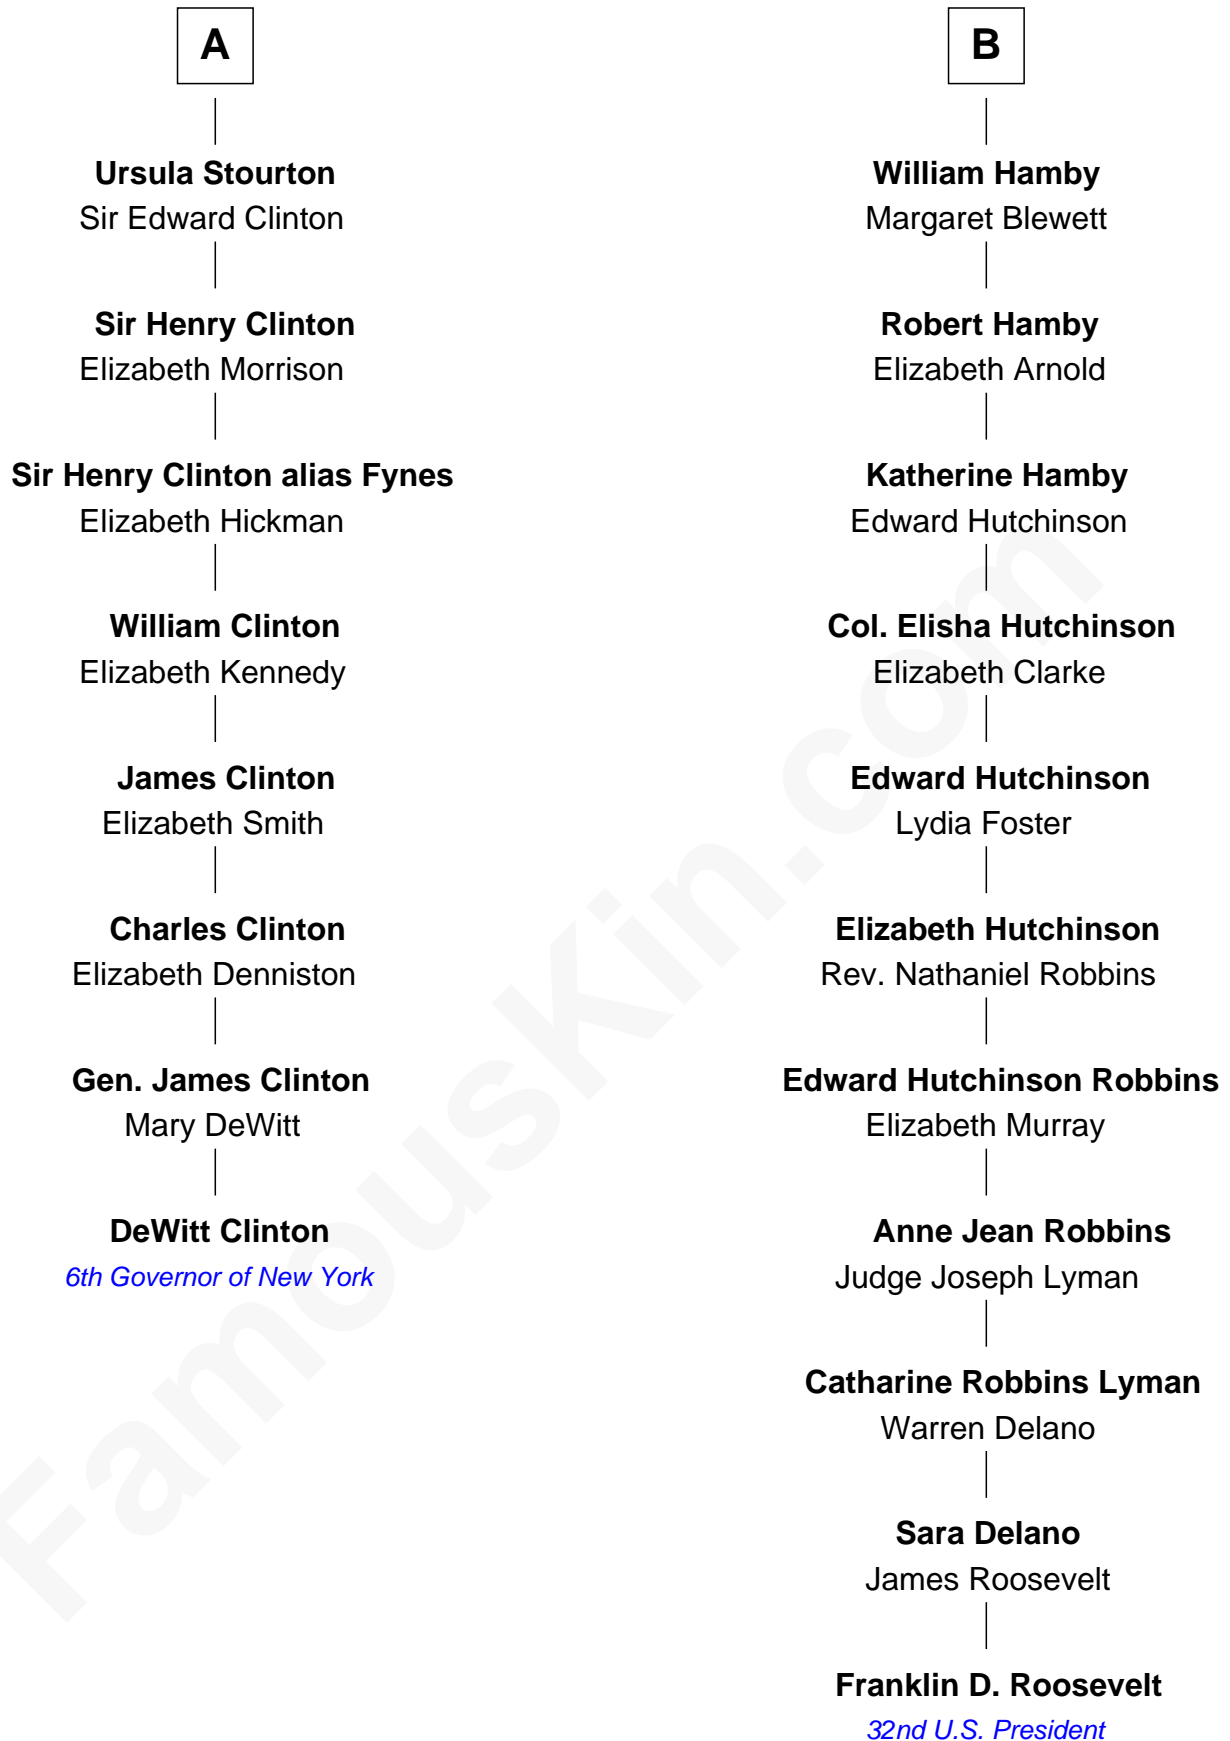 A
Ursula Stourton
Sir Edward Clinton
Sir Henry Clinton
Elizabeth Morrison
Sir Henry Clinton alias Fynes
Elizabeth Hickman
William Clinton
Elizabeth Kennedy
James Clinton
Elizabeth Smith
Charles Clinton
Elizabeth Denniston
Gen. James Clinton
Mary DeWitt
DeWitt Clinton
6th Governor of New York
B
William Hamby
Margaret Blewett
Robert Hamby
Elizabeth Arnold
Katherine Hamby
Edward Hutchinson
Col. Elisha Hutchinson
Elizabeth Clarke
Edward Hutchinson
Lydia Foster
Elizabeth Hutchinson
Rev. Nathaniel Robbins
Edward Hutchinson Robbins
Elizabeth Murray
Anne Jean Robbins
Judge Joseph Lyman
Catharine Robbins Lyman
Warren Delano
Sara Delano
James Roosevelt
Franklin D. Roosevelt
32nd U.S. President
FamousKin.com